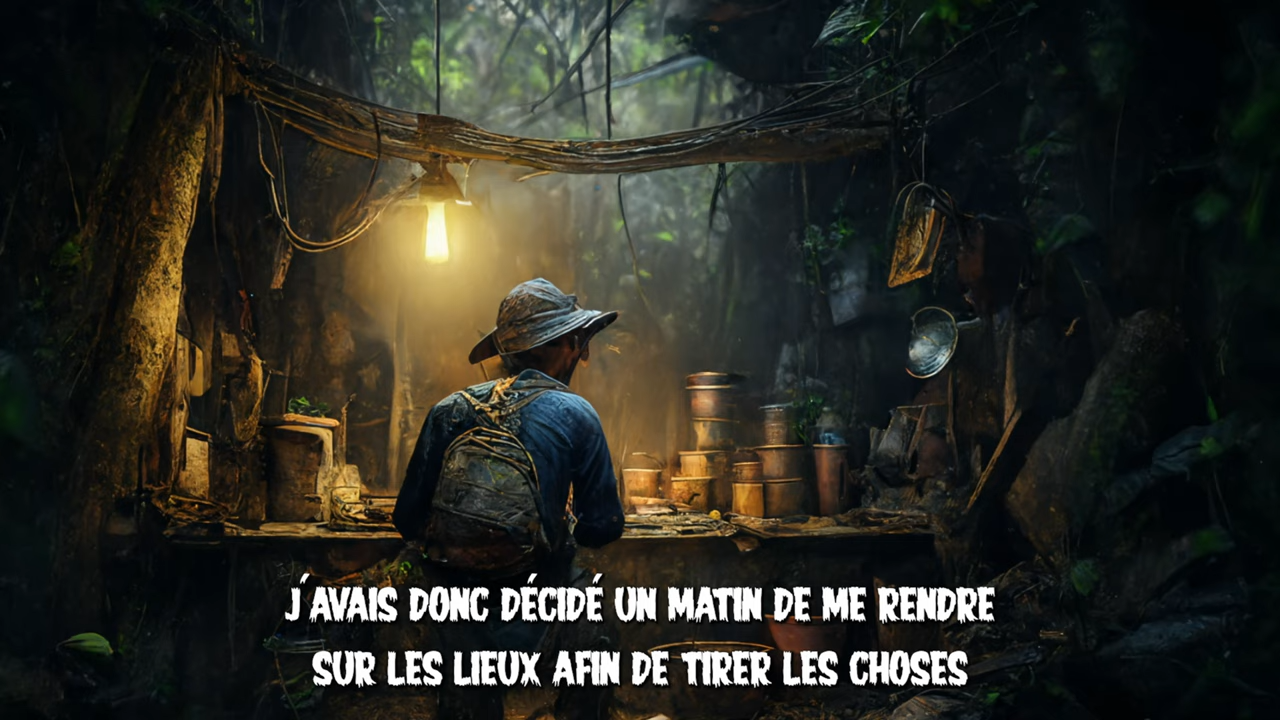 J'AVAIS DONC DÉCIDÉ UN MATIN DE ME RENDRE
SUR LES LIEUX AFIN DE TIRER LES CHOSES